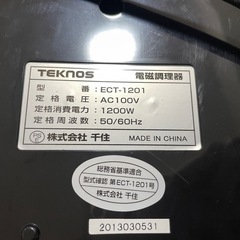 TEKNOS 電磁調理器
型番：ECT-1201
定格電圧：AC100V
定格消費電力：1200W
定格周波数：50/60Hz
PSE 株式会社 千住 MADE IN CHINA
総務省基準適合
型式確認 第ECT-1201号
株式会社 千住
2013030531